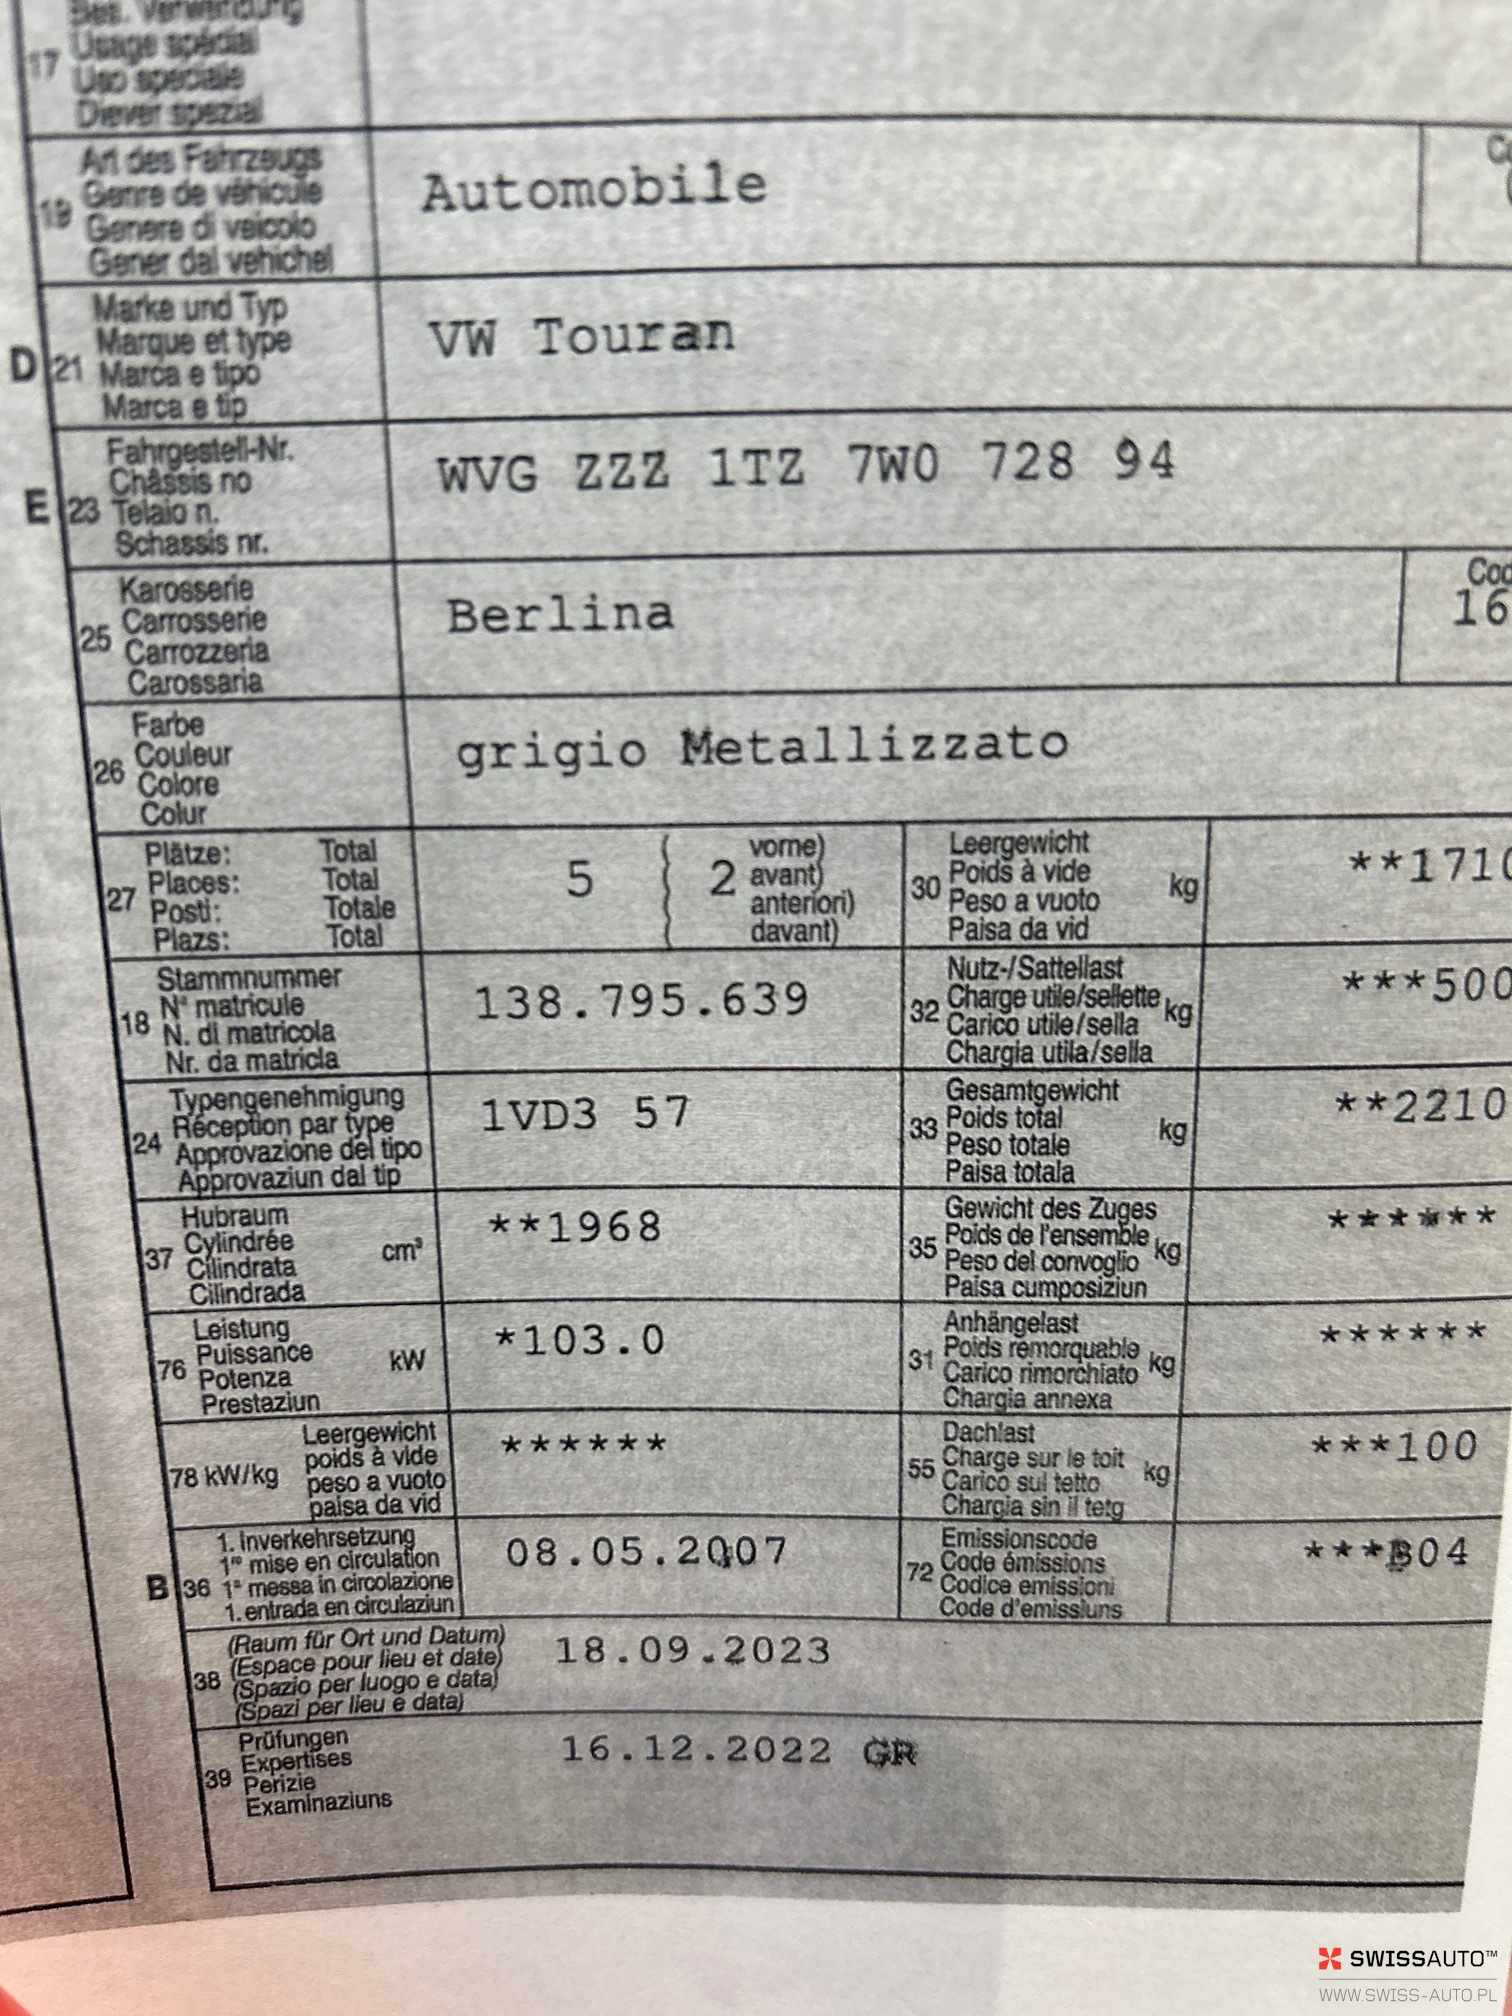 Bes. Verwendung
17 Usage spécial
Uso speciale
Diever spezial
Art des Fahrzeugs
19 Genre de véhicule
Genere di veicolo
Gener dal vehichel
Automobile
Marke und Typ
Marque et type
D 21 Marca e tipo
Marca e tip
VW Touran
Fahrgestell-Nr.
Châssis no
E 23 Telaio n.
Schassis nr.
WVG ZZZ 1TZ 7W0 728 94
Karosserie
25 Carrosserie
Carrozzeria
Carossaria
Berlina
Cod
16
Farbe
26 Couleur
Colore
Colur
grigio Metallizzato
Plätze: Total
27 Places: Total
Posti: Totale
Plazs: Total
5 { 2
vorne)
avant)
anteriori)
davant)
Leergewicht
30 Poids à vide kg
Peso a vuoto
Paisa da vid
**1710
Stammnummer
18 N° matricule
N. di matricola
Nr. da matricla
138.795.639
Nutz-/Sattellast
32 Charge utile/sellette kg
Carico utile/sella
Chargia utila/sella
***500
Typengenehmigung
24 Réception par type
Approvazione del tipo
Approvaziun dal tip
1VD3 57
Gesamtgewicht
33 Poids total kg
Peso totale
Paisa totala
**2210
Hubraum
37 Cylindrée cm³
Cilindrata
Cilindrada
**1968
Gewicht des Zuges
35 Poids de l'ensemble kg
Peso del convoglio
Paisa cumposiziun
******
Leistung
76 Puissance kW
Potenza
Prestaziun
*103.0
Anhängelast
31 Poids remorquable kg
Carico rimorchiato
Chargia annexa
******
Leergewicht
78 kW/kg poids à vide
peso a vuoto
paisa da vid
******
Dachlast
55 Charge sur le toit kg
Carico sul tetto
Chargia sin il tetg
***100
1. Inverkehrsetzung
1re mise en circulation
B 36 1a messa in circolazione
1. entrada en circulaziun
08.05.2007
Emissionscode
72 Code émissions
Codice emissioni
Code d'emissiuns
***B04
(Raum für Ort und Datum)
38 (Espace pour lieu et date)
(Spazio per luogo e data)
(Spazi per lieu e data)
18.09.2023
Prüfungen
39 Expertises
Perizie
Examinaziuns
16.12.2022 GR
SWISSAUTO™
WWW.SWISS-AUTO.PL